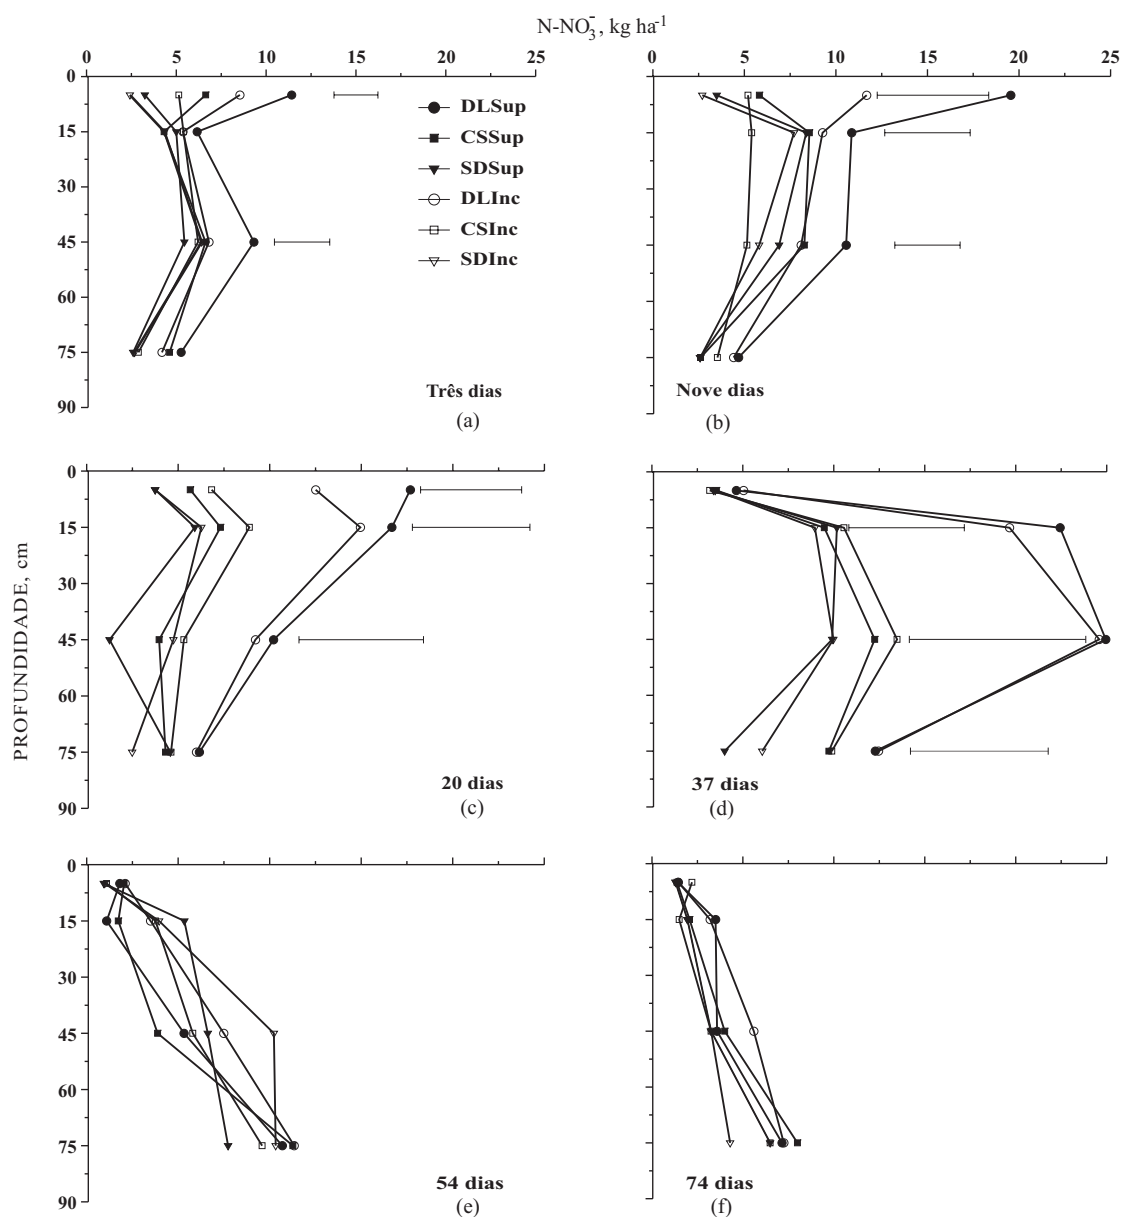 N-NO₃⁻, kg ha⁻¹
0 5 10 15 20 25
0 5 10 15 20 25
0
15
30
45
60
75
90
DLSup
CSSup
SDSup
DLInc
CSInc
SDInc
Três dias
(a)
Nove dias
(b)
PROFUNDIDADE, cm
0
15
30
45
60
75
90
20 dias
(c)
37 dias
(d)
0
15
30
45
60
75
90
54 dias
(e)
74 dias
(f)